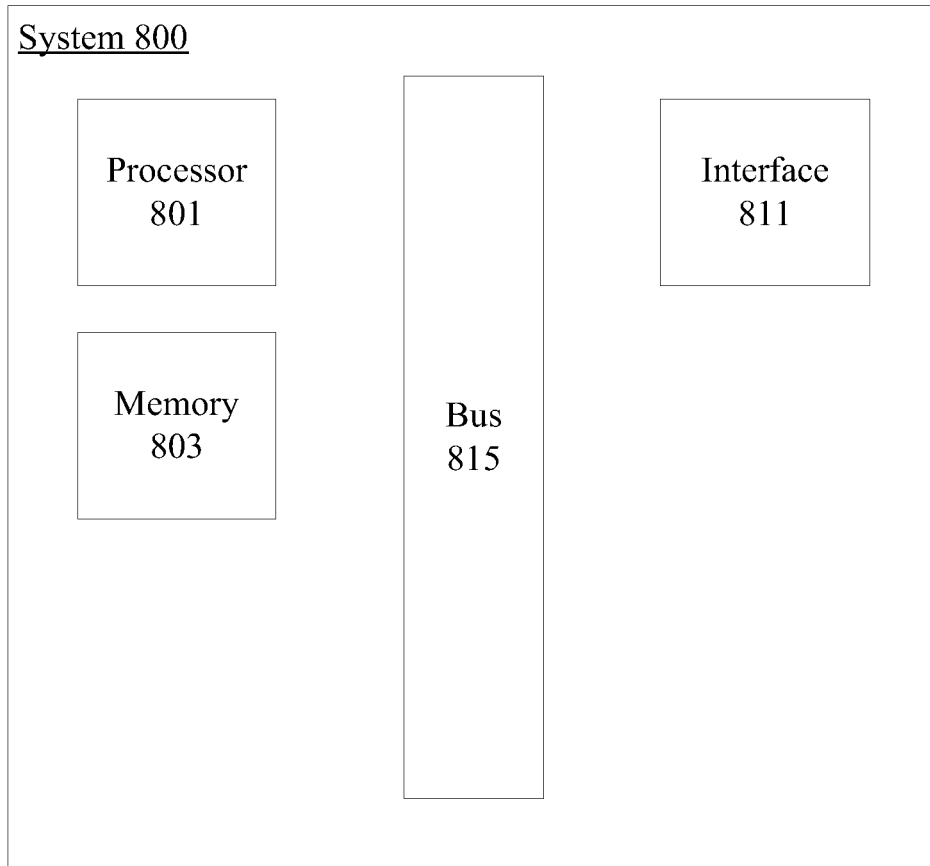 System 800
Processor
801
Interface
811
Memory
803
Bus
815